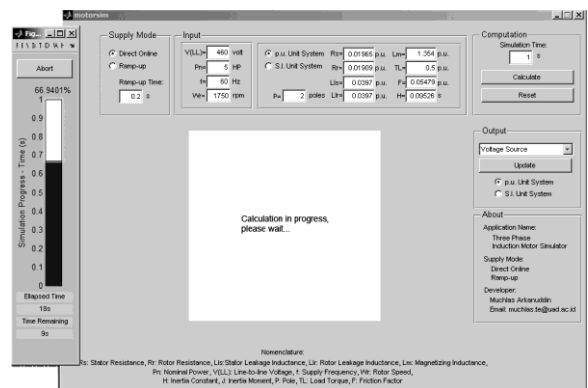 Fig...
motorsim
Abort
66.9401%
1
0.9
0.8
0.7
0.6
0.5
0.4
0.3
0.2
0.1
0
Simulation Progress - Time (s)
Elapsed Time
18s
Time Remaining
9s
Supply Mode
Direct Online
Ramp-up
Ramp-up Time:
0.2 s
Input
V(LL)= 460 volt
Pn= 5 HP
f= 60 Hz
Wr= 1750 rpm
p.u. Unit System
S.I. Unit System
P= 2 poles
Rs= 0.01965 p.u.
Rr= 0.01909 p.u.
Lls= 0.0397 p.u.
Llr= 0.0397 p.u.
Lm= 1.354 p.u.
TL= 0.5 p.u.
F= 0.05479 p.u.
H= 0.09526 s
Computation
Simulation Time:
1 s
Calculate
Reset
Output
Voltage Source
Update
p.u. Unit System
S.I. Unit System
About
Application Name:
Three Phase
Induction Motor Simulator
Supply Mode:
Direct Online
Ramp-up
Developer:
Muchlas Arkanuddin
Email: muchlas.te@uad.ac.id
Calculation in progress,
please wait...
Nomenclature:
Rs: Stator Resistance, Rr: Rotor Resistance, Lls:Stator Leakage Inductance, Llr: Rotor Leakage Inductance, Lm: Magnetizing Inductance,
Pn: Nominal Power, V(LL): Line-to-line Voltage, f: Supply Frequency, Wr: Rotor Speed,
H: Inertia Constant, J: Inertia Moment, P: Pole, TL: Load Torque, F: Friction Factor